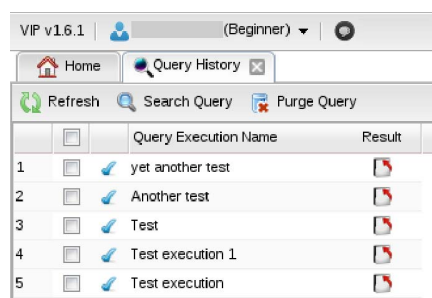 VIP v1.6.1 (Beginner)
Home Query History
Refresh Search Query Purge Query
Query Execution Name Result
1 yet another test
2 Another test
3 Test
4 Test execution 1
5 Test execution